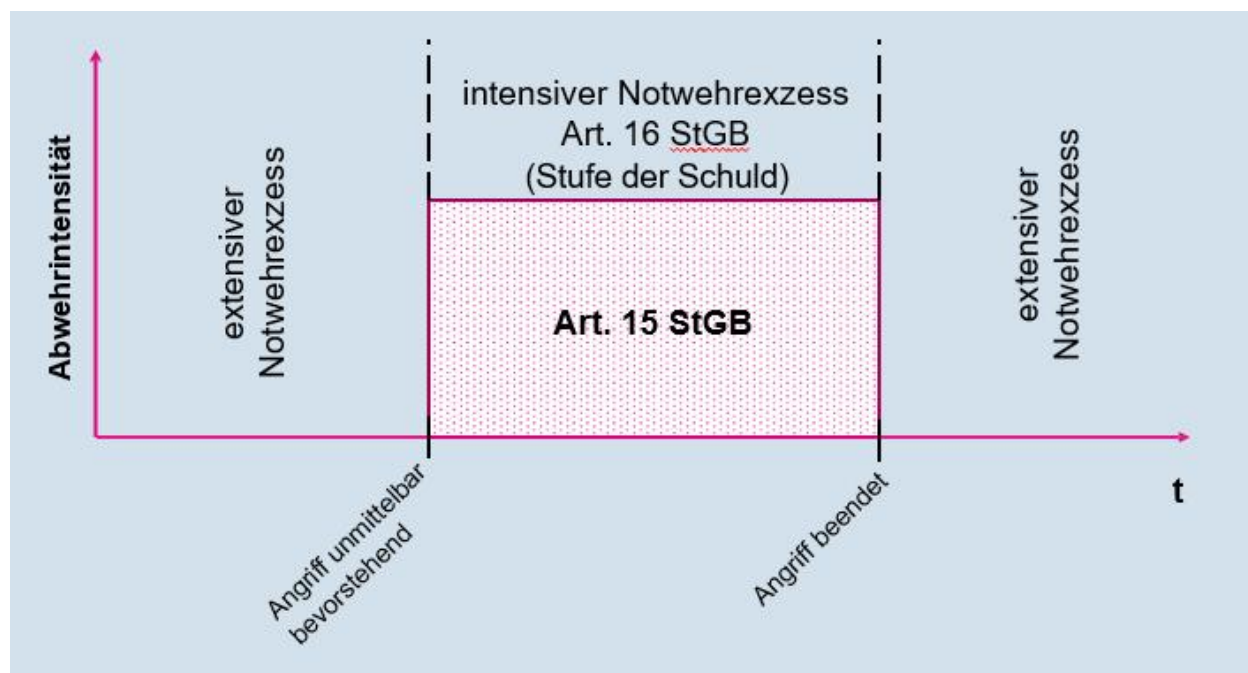 intensiver Notwehrexzess
Art. 16 StGB
(Stufe der Schuld)
Abwehrintensität
extensiver
Notwehrexzess
Art. 15 StGB
extensiver
Notwehrexzess
t
Angriff unmittelbar
bevorstehend
Angriff beendet